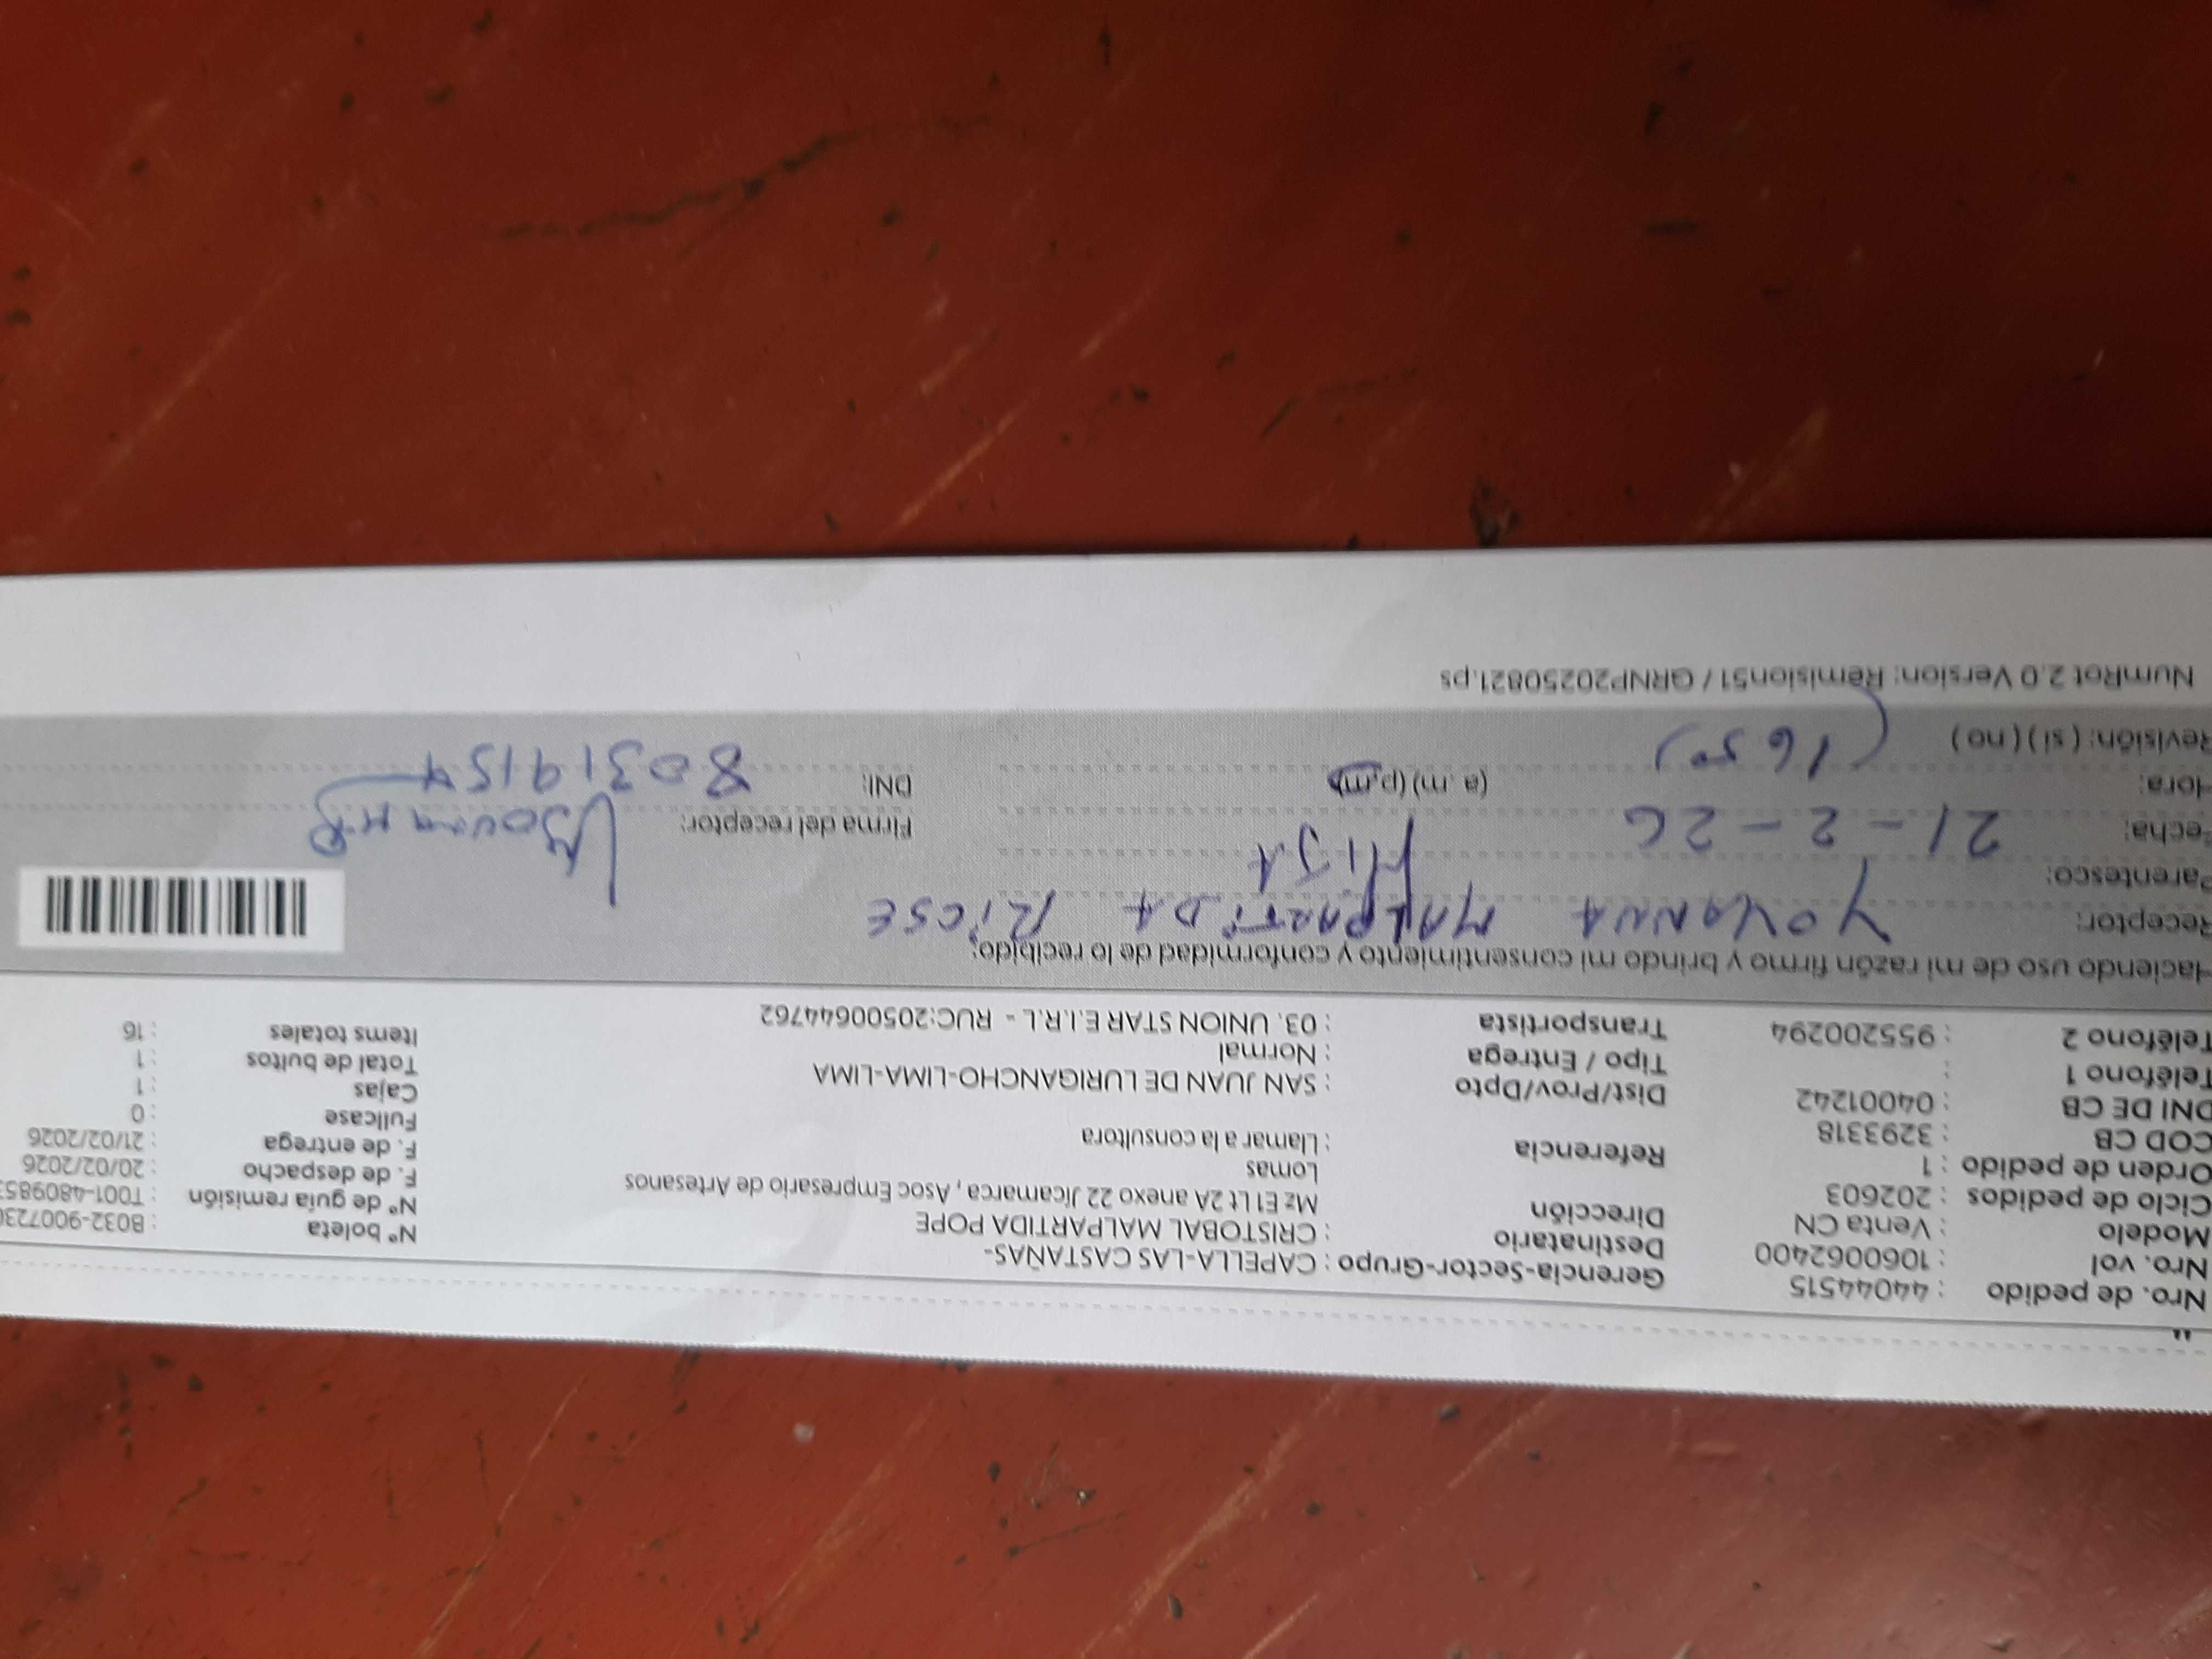 Nro. de pedido : 44044515 Gerencia-Sector-Grupo : CAPELLA-LAS CASTAÑAS- Nº boleta : B032-900723
Nro. vol : 1060062400 Destinatario : CRISTOBAL MALPARTIDA POPE Nº de guía remisión : T001-480985
Modelo : Venta CN Dirección Mz E1 Lt 2A anexo 22 Jicamarca , Asoc Empresario de Artesanos F. de despacho : 20/02/2026
Ciclo de pedidos : 202603 Lomas F. de entrega : 21/02/2026
Orden de pedido : 1 Referencia : Llamar a la consultora Fullcase : 0
COD CB : 3293318 Dist/Prov/Dpto : SAN JUAN DE LURIGANCHO-LIMA-LIMA Cajas : 1
DNI DE CB : 04001242 Tipo / Entrega : Normal Total de bultos : 1
Teléfono 1 : Transportista : 03. UNION STAR E.I.R.L - RUC:20500644762 Items totales : 16
Teléfono 2 : 955200294
Haciendo uso de mi razón firmo y brindo mi consentimiento y conformidad de lo recibido:
Receptor: YOVANNA MALPARTIDA RICSE
Parentesco: HIJA
Fecha: 21-2-26 Firma del receptor:
Hora: (a. m) (p.m) DNI: 80319154
Revisión: ( si ) ( no ) (1650)
NumRot 2.0 Version: Remision51 / GRNP20250821.ps